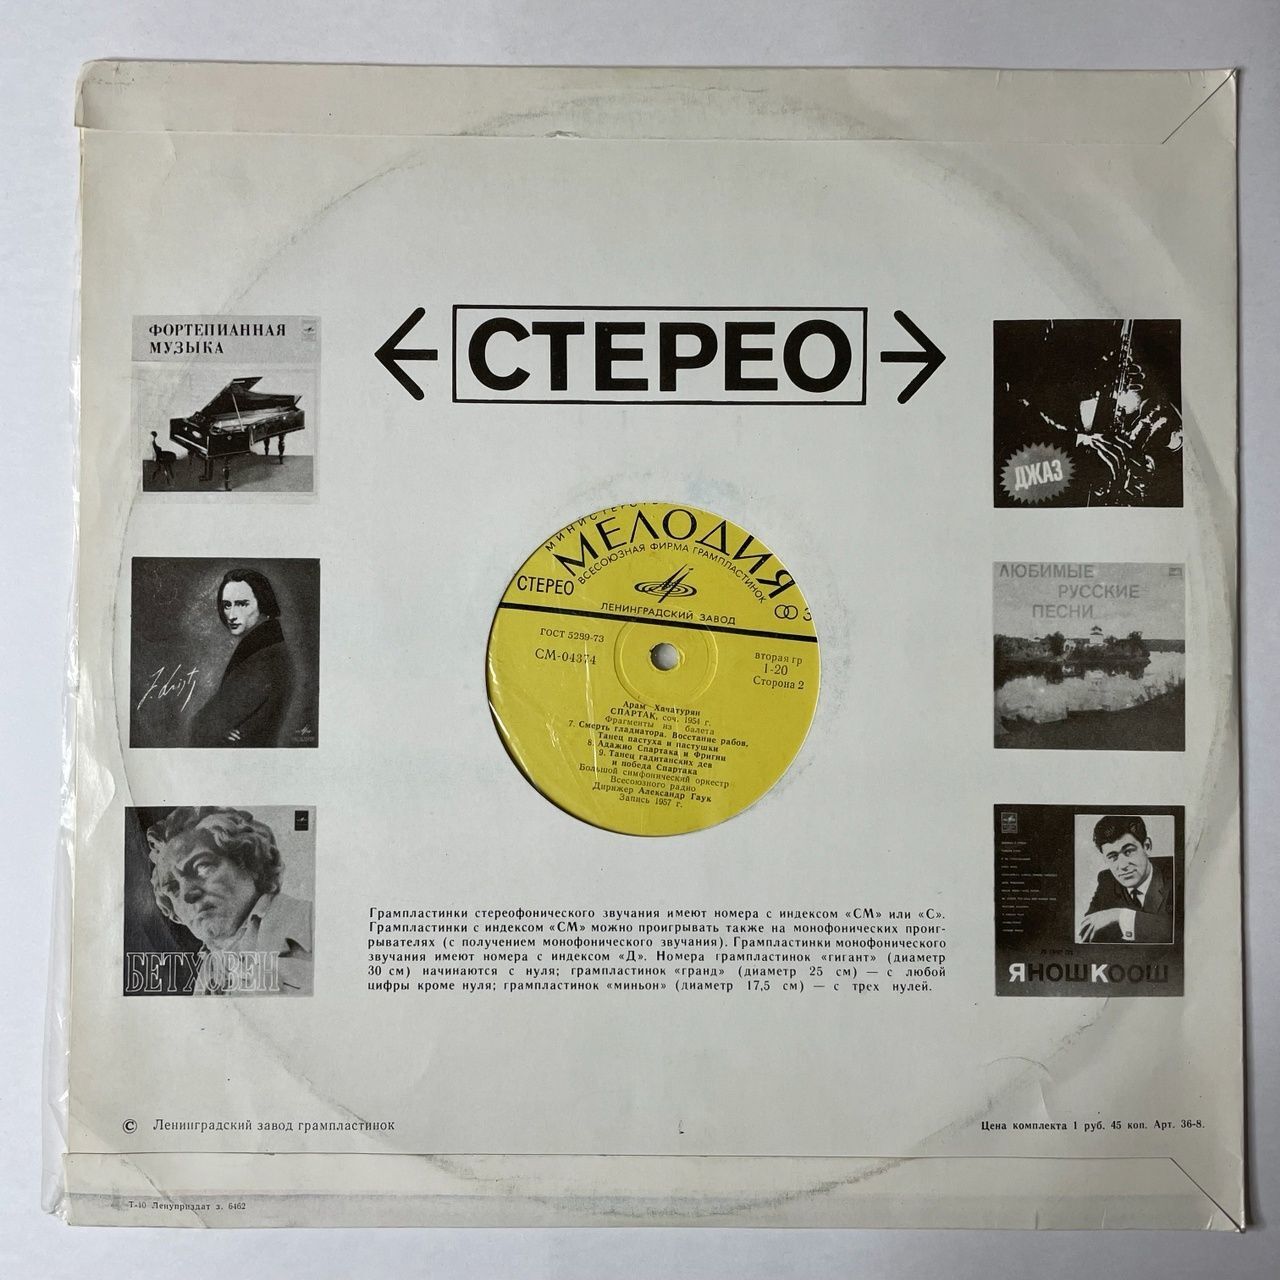 ФОРТЕПИАННАЯ
МУЗЫКА
СТЕРЕО
ДЖАЗ
МЕЛОДИЯ
ВСЕСОЮЗНАЯ ФИРМА ГРАМПЛАСТИНОК
СТЕРЕО
ЛЕНИНГРАДСКИЙ ЗАВОД
ГОСТ 5289-73
СМ-04374
вторая гр
1-20
Сторона 2
Арам Хачатурян
СПАРТАК, соч. 1954 г.
Фрагменты из балета
7. Смерть гладиатора. Восстание рабов.
Танец пастуха и пастушки
8. Адажио Спартака и Фригии
9. Танец гадитанских дев
и победа Спартака
Большой симфонический оркестр
Всесоюзного радио
Дирижер Александр Гаук
Запись 1957 г.
ЛЮБИМЫЕ
РУССКИЕ
ПЕСНИ
БЕТХОВЕН
ЯНОШ КООШ
Грампластинки стереофонического звучания имеют номера с индексом «СМ» или «С».
Грампластинки с индексом «СМ» можно проигрывать также на монофонических проиг-
рывателях (с получением монофонического звучания). Грампластинки монофонического
звучания имеют номера с индексом «Д». Номера грампластинок «гигант» (диаметр
30 см) начинаются с нуля; грампластинок «гранд» (диаметр 25 см) — с любой
цифры кроме нуля; грампластинок «миньон» (диаметр 17,5 см) — с трех нулей.
© Ленинградский завод грампластинок
Цена комплекта 1 руб. 45 коп. Арт. 36-8.
Т-10 Ленуприздат з. 6462